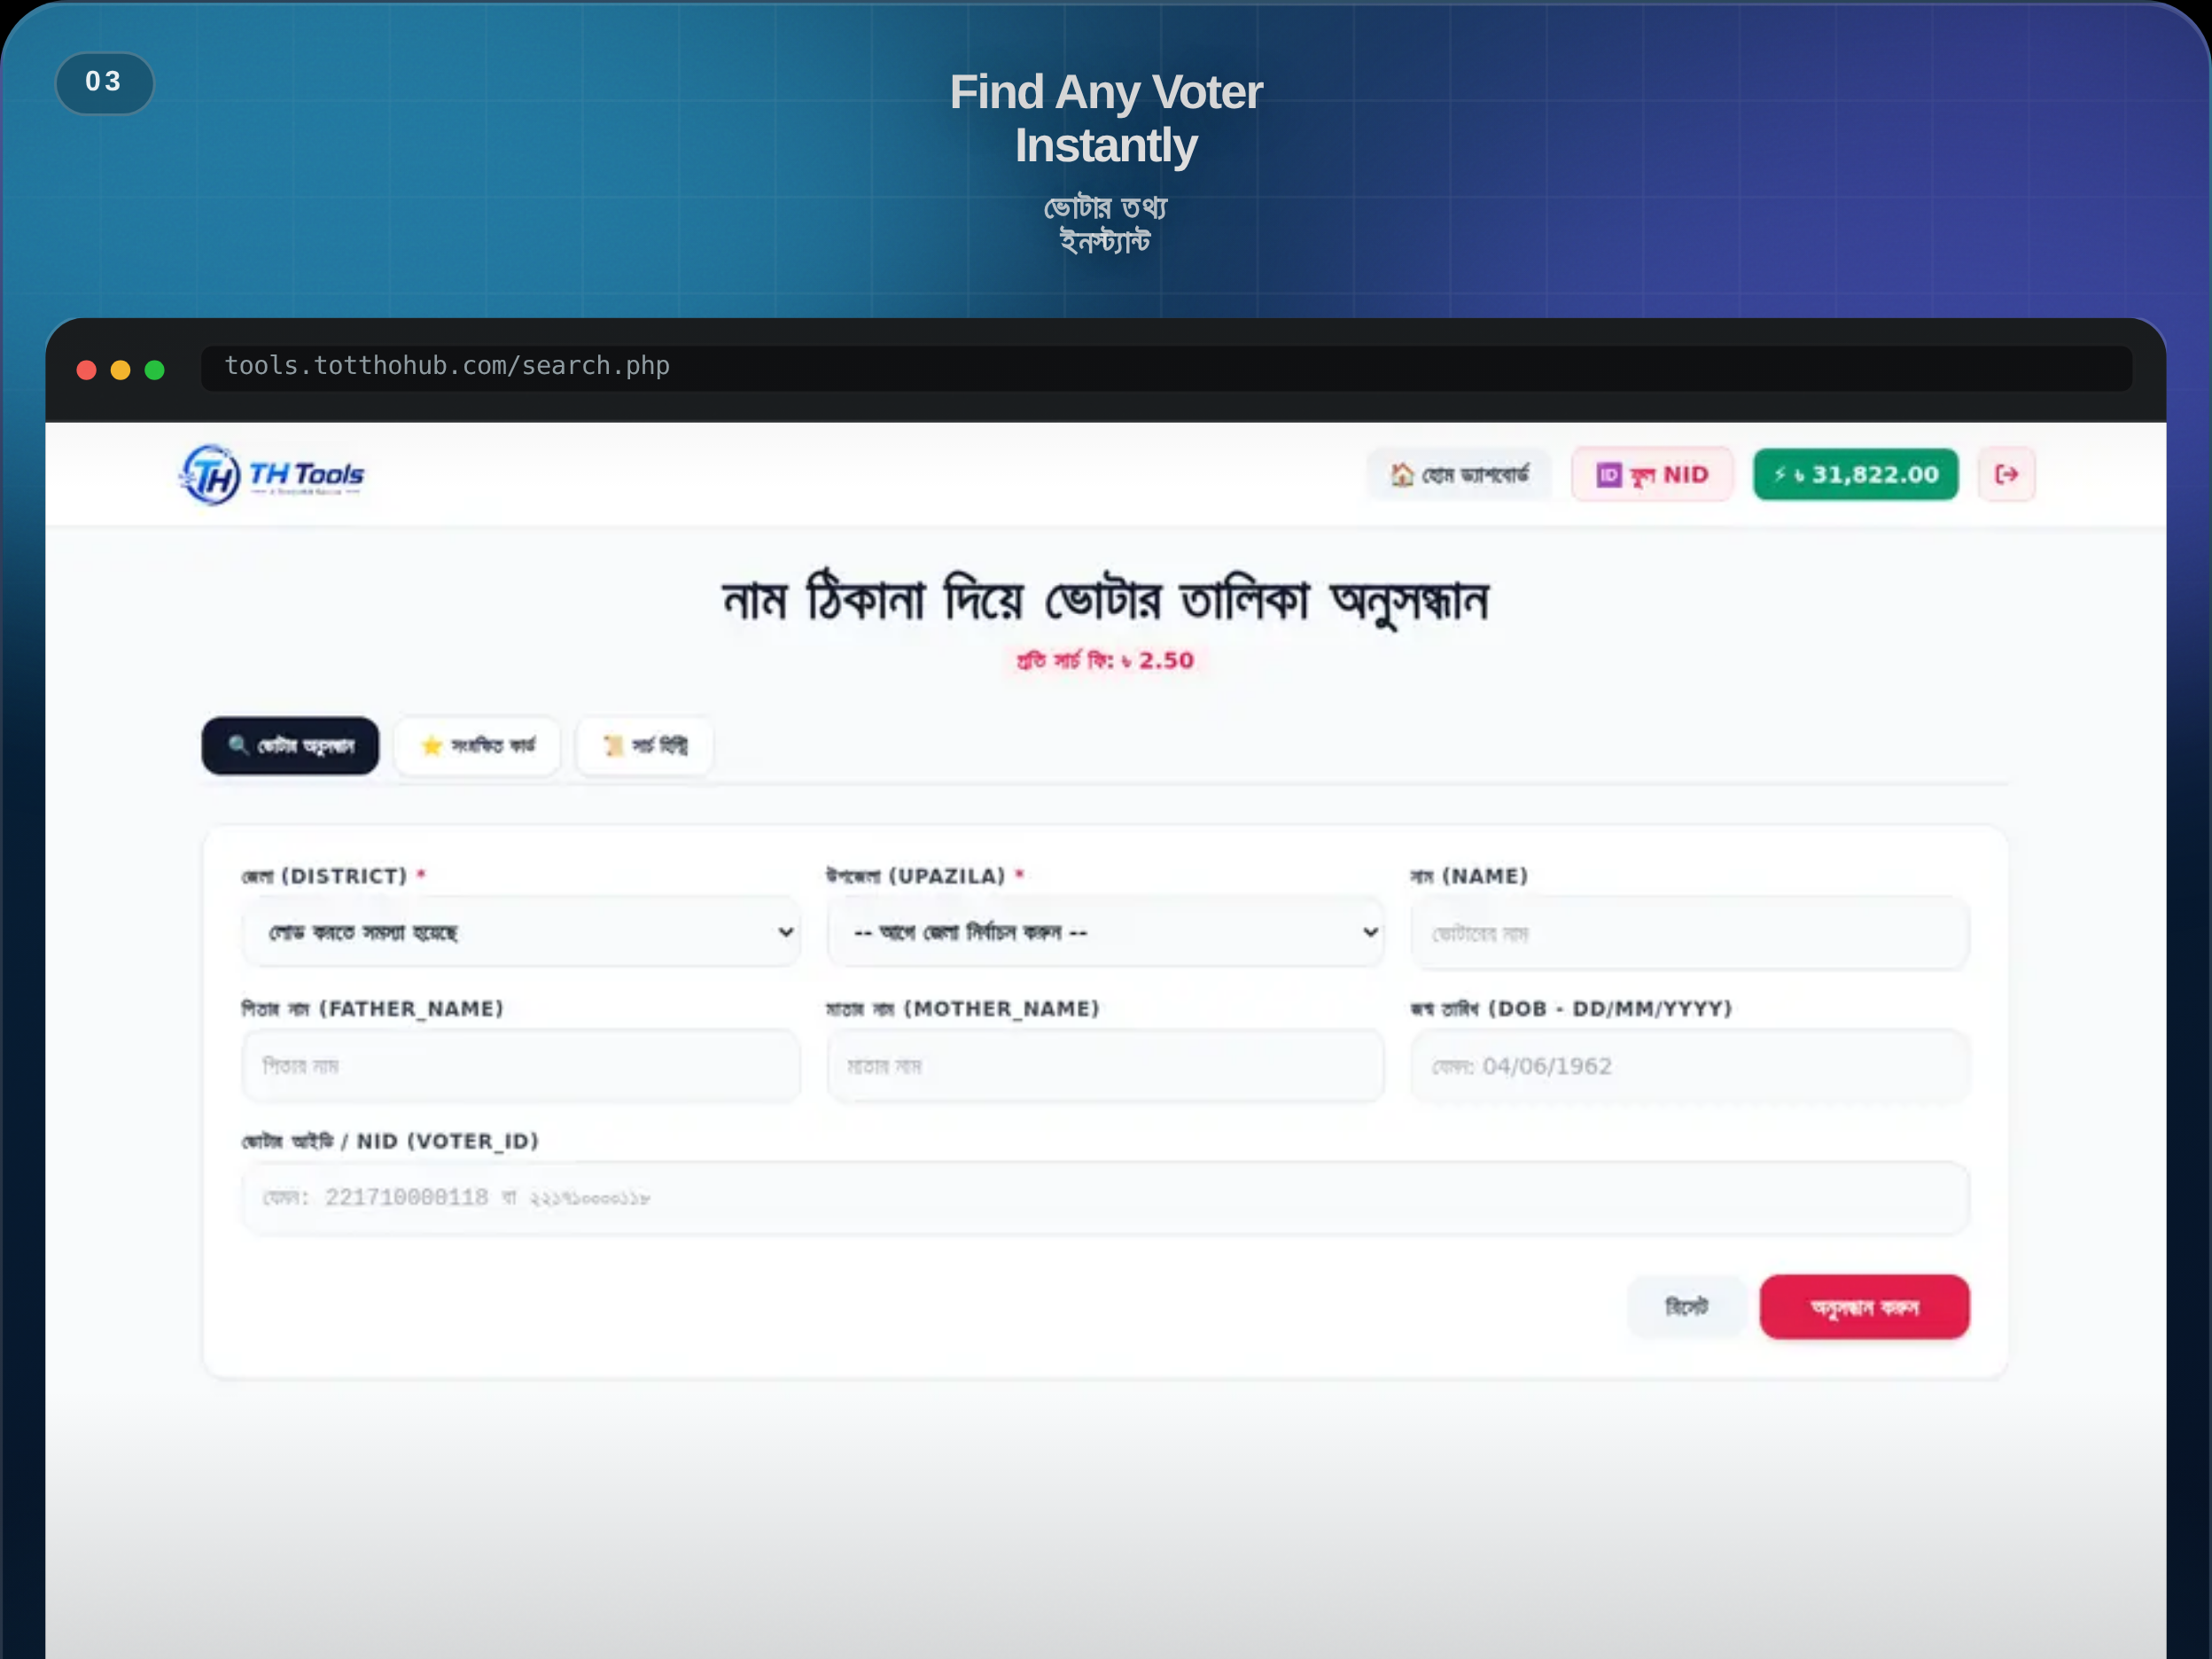 03
Find Any Voter
Instantly
ভোটার তথ্য
ইনস্ট্যান্ট
tools.totthohub.com/search.php
TH Tools
🏠 হোম ড্যাশবোর্ড
🆔 ফুল NID
⚡ ৳ 31,822.00
নাম ঠিকানা দিয়ে ভোটার তালিকা অনুসন্ধান
প্রতি সার্চ ফি: ৳ 2.50
🔍 ভোটার অনুসন্ধান
⭐ সংরক্ষিত কার্ড
📜 সার্চ হিস্ট্রি
জেলা (DISTRICT) *
উপজেলা (UPAZILA) *
নাম (NAME)
লোড করতে সমস্যা হয়েছে
-- আগে জেলা নির্বাচন করুন --
ভোটারের নাম
পিতার নাম (FATHER_NAME)
মাতার নাম (MOTHER_NAME)
জন্ম তারিখ (DOB - DD/MM/YYYY)
পিতার নাম
মাতার নাম
যেমন: 04/06/1962
ভোটার আইডি / NID (VOTER_ID)
যেমন: 221710000118 বা ২২১৭১০০০০১১৮
রিসেট
অনুসন্ধান করুন